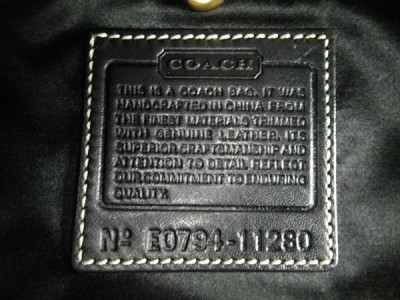 COACH
THIS IS A COACH BAG. IT WAS
HANDCRAFTED IN CHINA FROM
THE FINEST MATERIALS TRIMMED
WITH GENUINE LEATHER. ITS
SUPERIOR CRAFTSMANSHIP AND
ATTENTION TO DETAIL REFLECT
OUR COMMITMENT TO ENDURING
QUALITY.
Nº E0794-11280